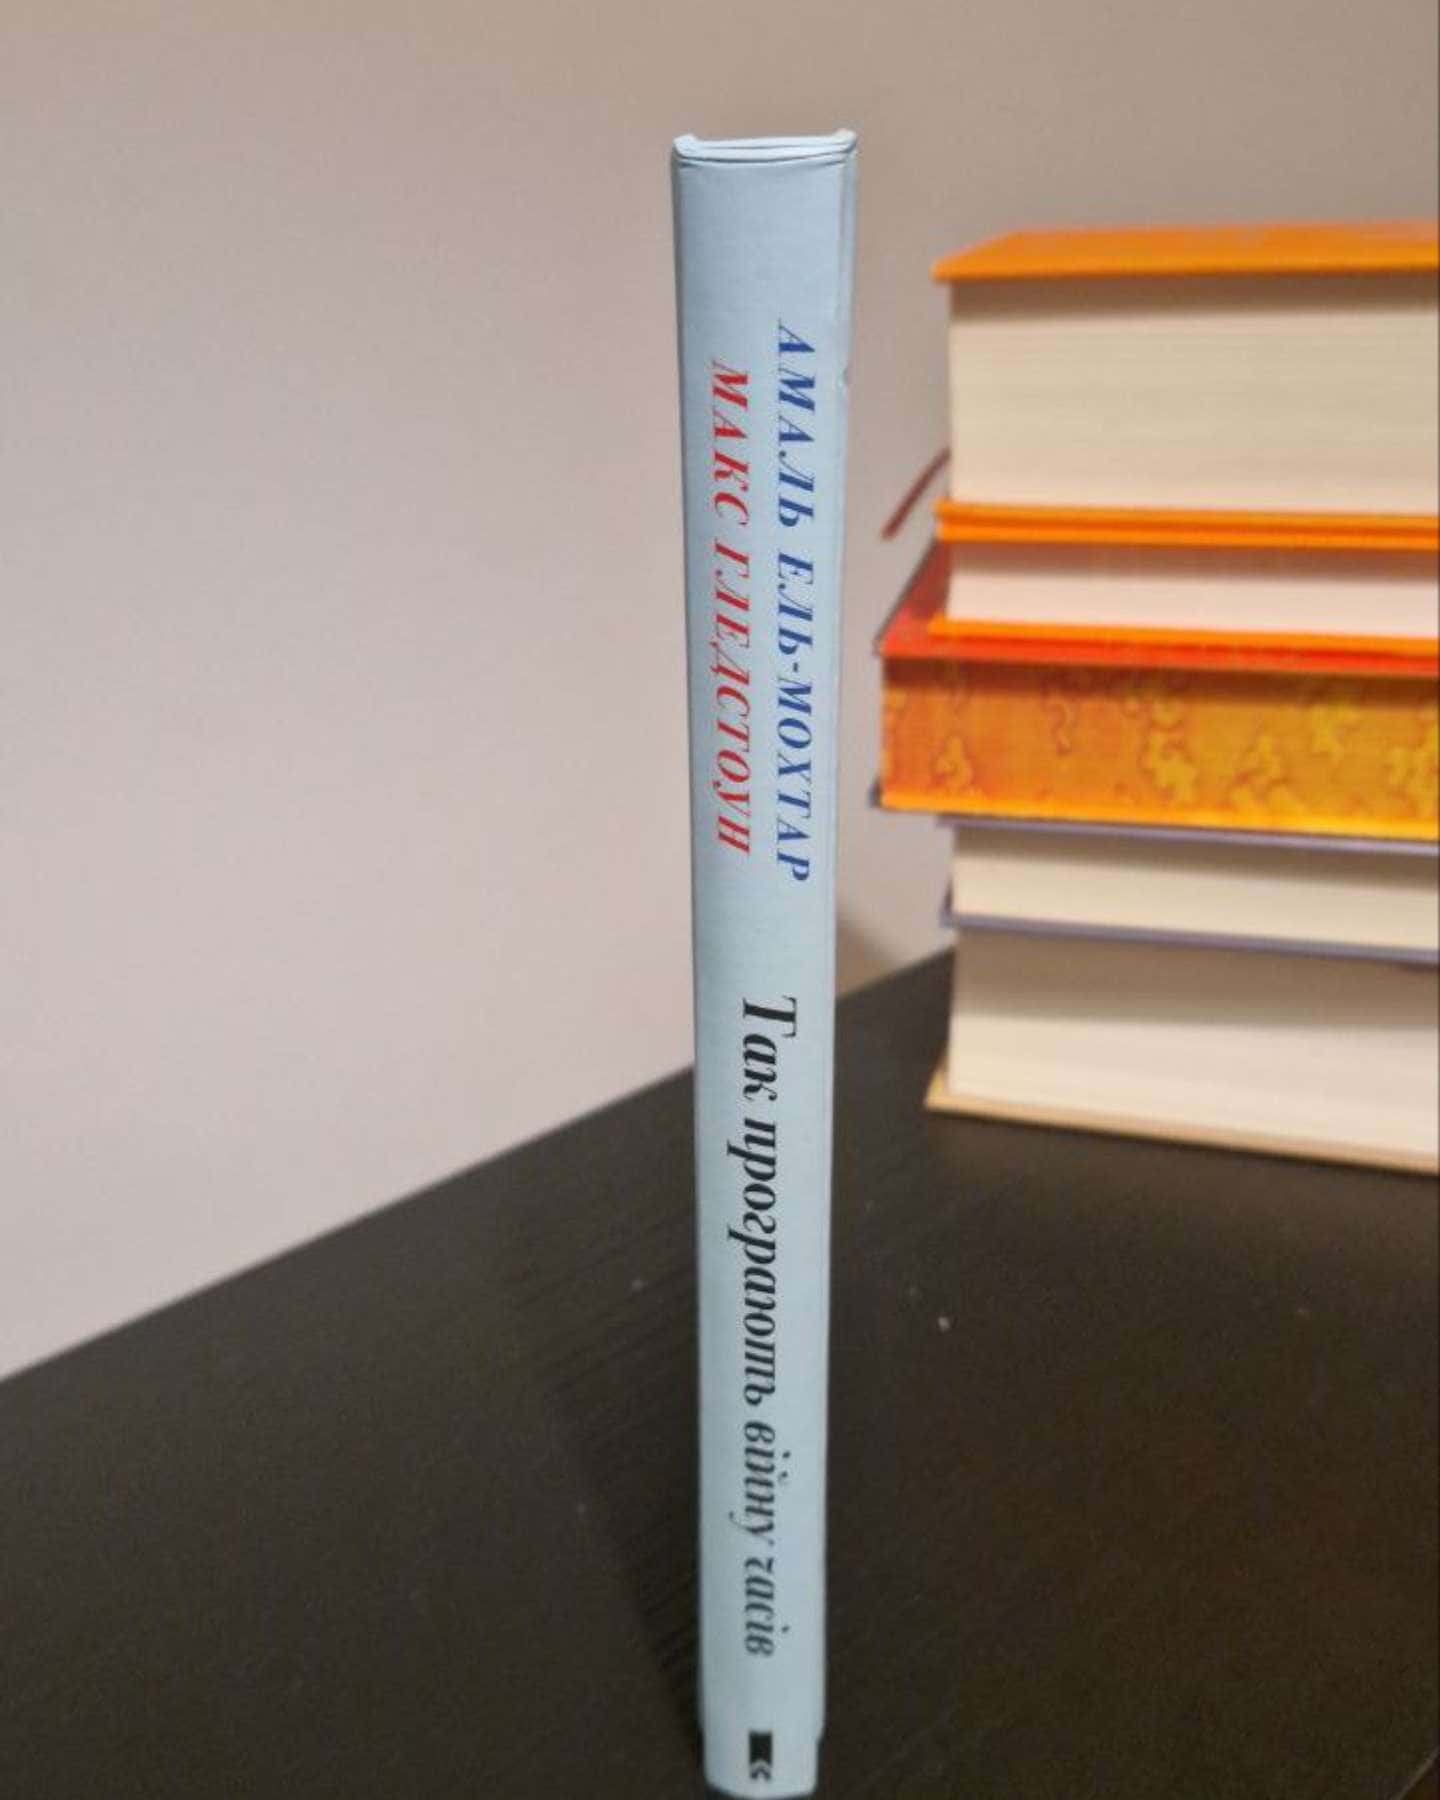 АМАЛЬ ЕЛЬ-МОХТАР
МАКС ГЛЕДСТОУН
Так програють війну часів